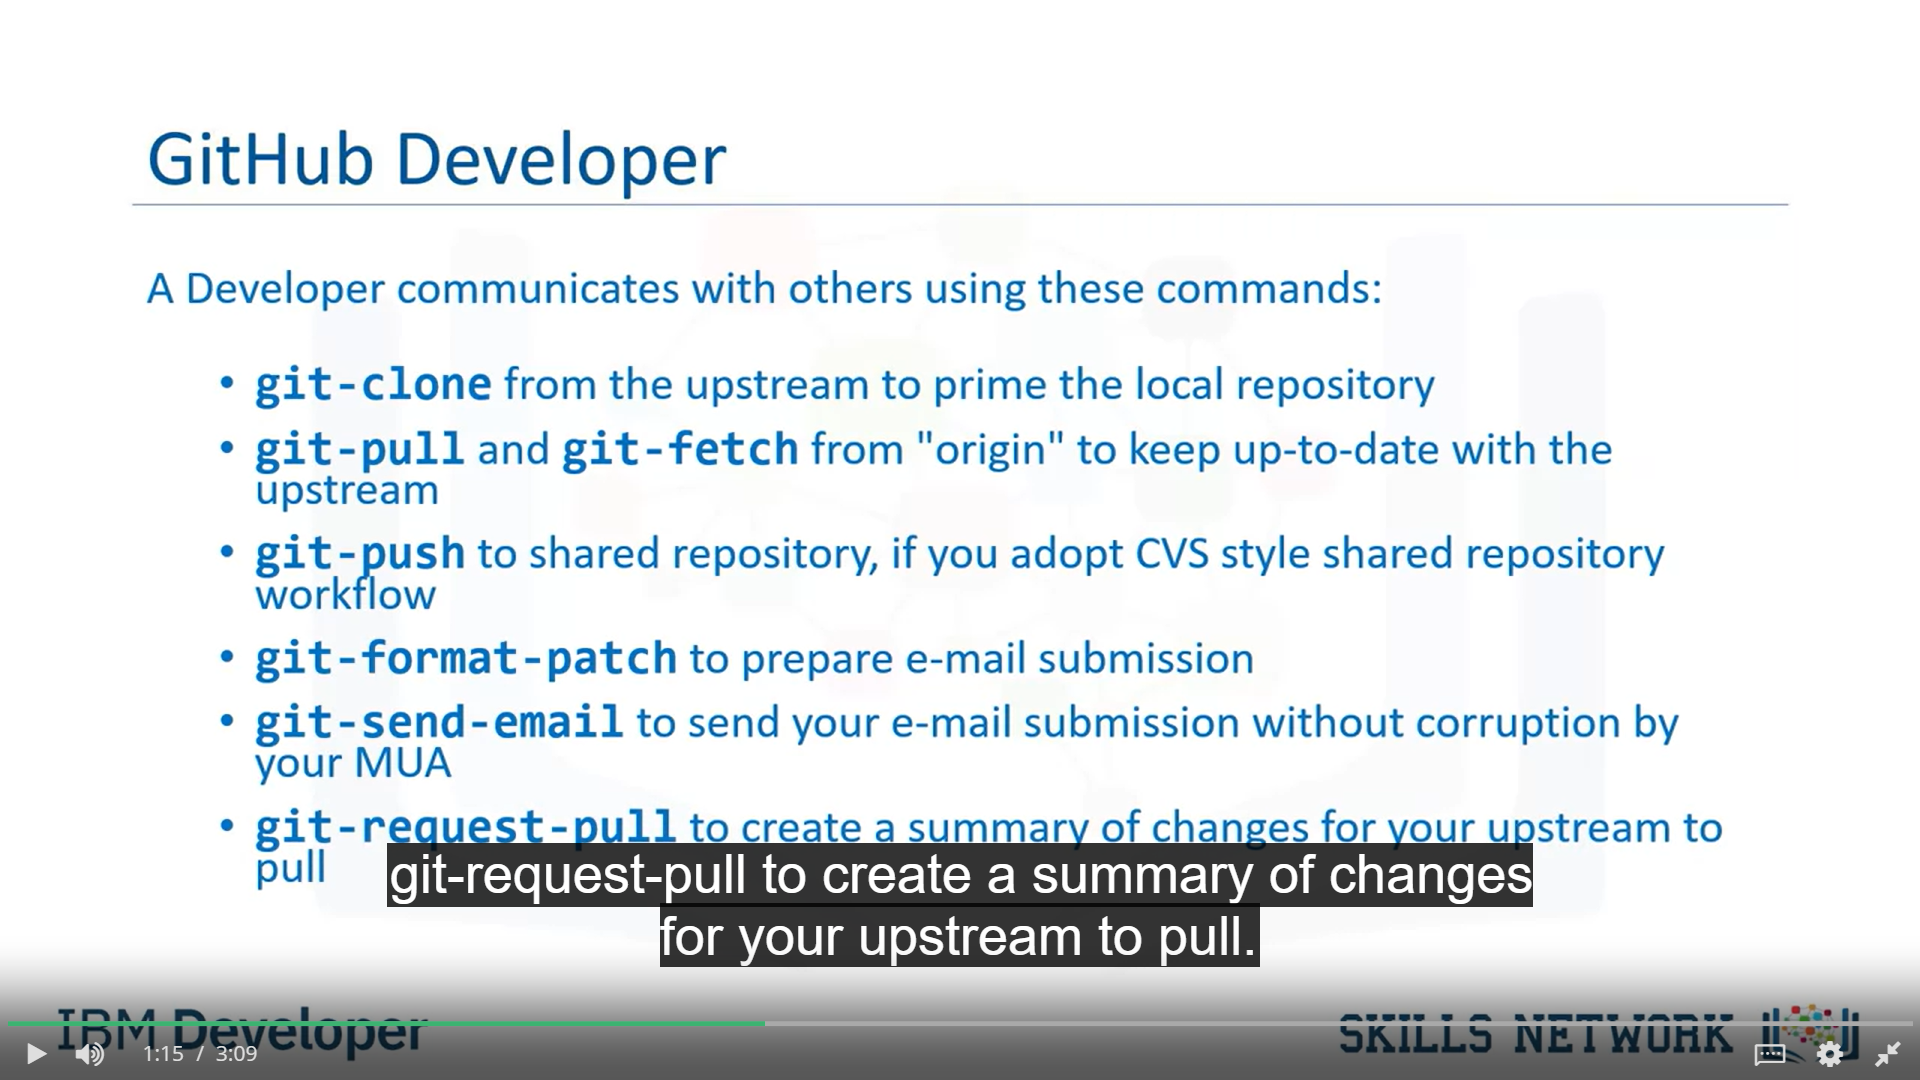 GitHub Developer
A Developer communicates with others using these commands:
• git-clone from the upstream to prime the local repository
• git-pull and git-fetch from "origin" to keep up-to-date with the
upstream
• git-push to shared repository, if you adopt CVS style shared repository
workflow
• git-format-patch to prepare e-mail submission
• git-send-email to send your e-mail submission without corruption by
your MUA
• git-request-pull to create a summary of changes for your upstream to
pull
git-request-pull to create a summary of changes
for your upstream to pull.
IBM Developer
SKILLS NETWORK
1:15 / 3:09